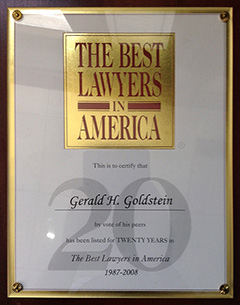 THE BEST
LAWYERS
IN
AMERICA
®
This is to certify that
20
Gerald H. Goldstein
by vote of his peers
has been listed for TWENTY YEARS in
The Best Lawyers in America
1987-2008